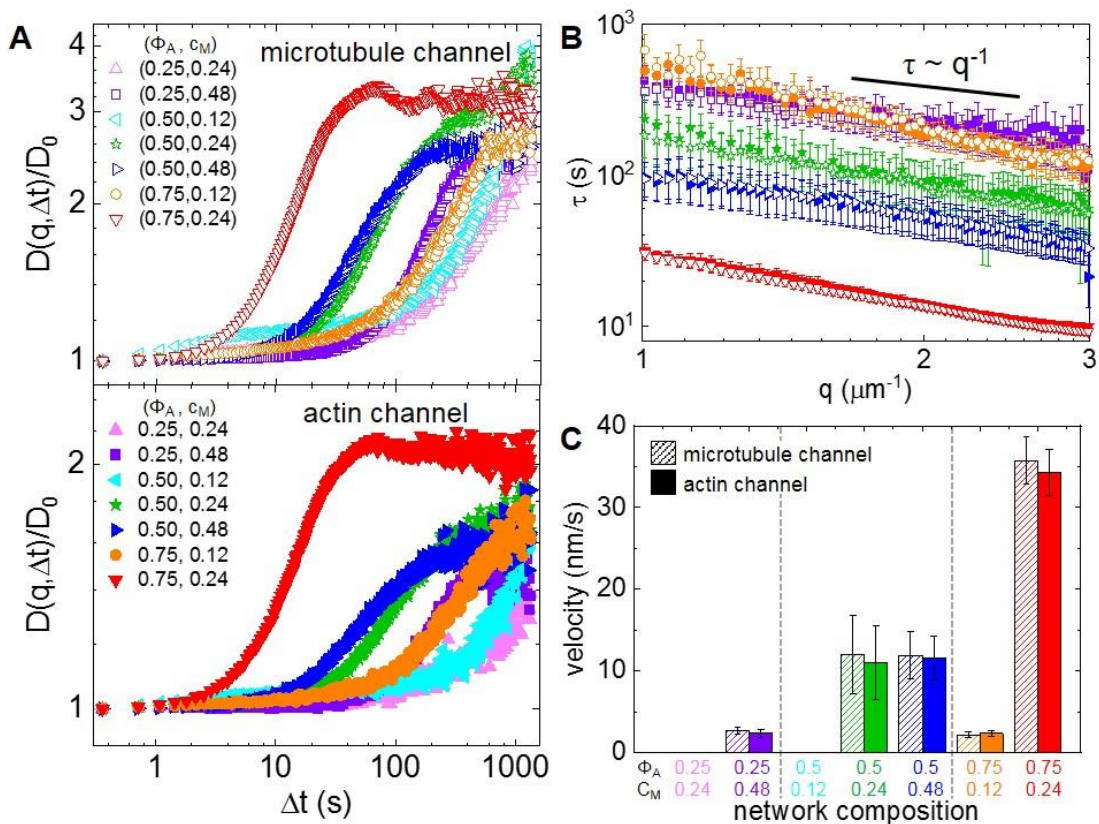 A
(Φ_A, c_M)
microtubule channel
(0.25,0.24)
(0.25,0.48)
(0.50,0.12)
(0.50,0.24)
(0.50,0.48)
(0.75,0.12)
(0.75,0.24)
4
3
2
1
D(q,Δt)/D₀
(Φ_A, c_M)
actin channel
0.25, 0.24
0.25, 0.48
0.50, 0.12
0.50, 0.24
0.50, 0.48
0.75, 0.12
0.75, 0.24
2
1
D(q,Δt)/D₀
1 10 100 1000
Δt (s)
B
τ ~ q⁻¹
10³
10²
10¹
τ (s)
1 2 3
q (μm⁻¹)
C
microtubule channel
actin channel
40
30
20
10
0
velocity (nm/s)
Φ_A 0.25 0.25 0.5 0.5 0.5 0.75 0.75
C_M 0.24 0.48 0.12 0.24 0.48 0.12 0.24
network composition